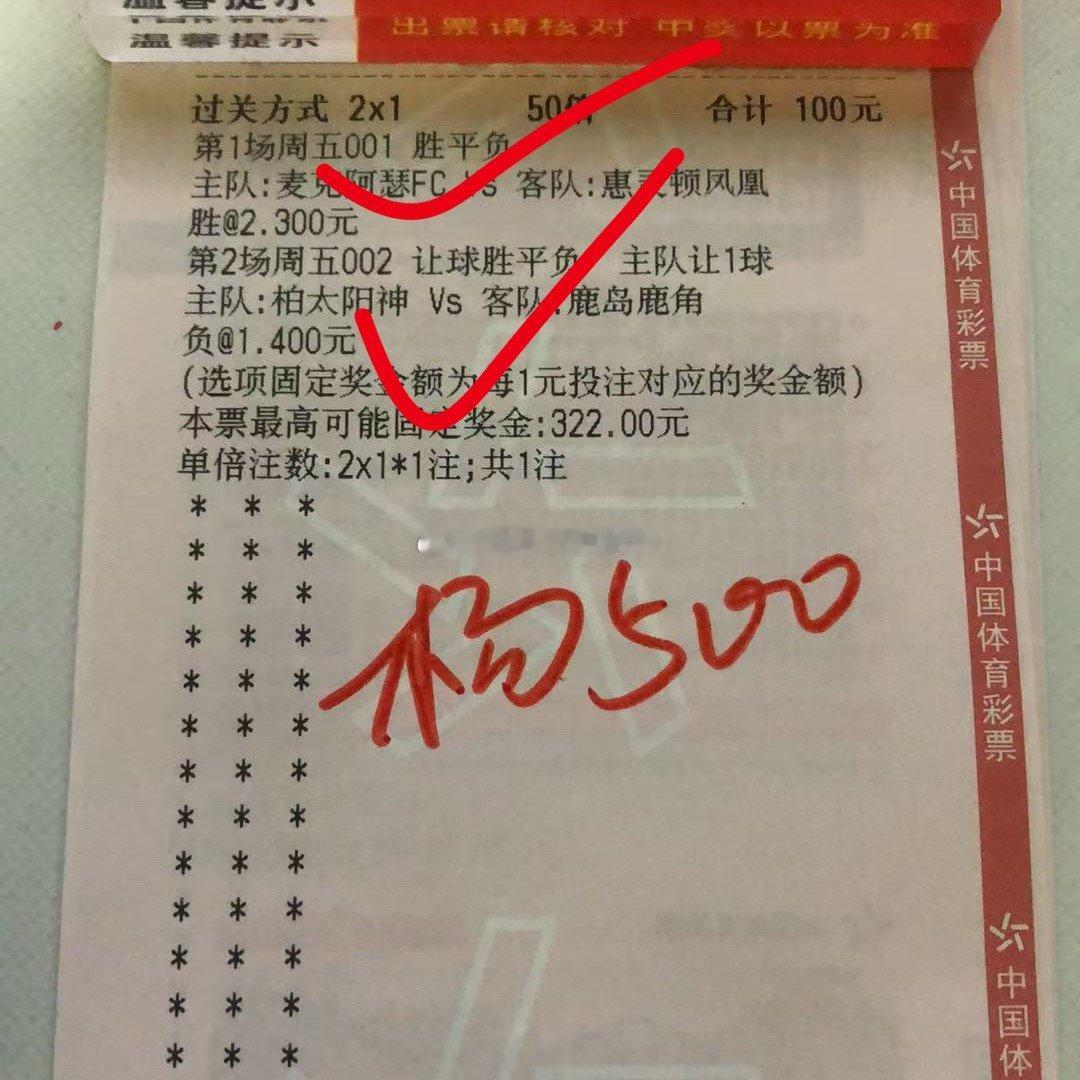 温馨提示
温馨提示 出票请核对 中奖以票为准
过关方式 2x1 50倍 合计 100元
第1场周五001 胜平负
主队:麦克阿瑟FC Vs 客队:惠灵顿凤凰
胜@2.300元
第2场周五002 让球胜平负 主队让1球
主队:柏太阳神 Vs 客队:鹿岛鹿角
负@1.400元
(选项固定奖金额为每1元投注对应的奖金额)
本票最高可能固定奖金:322.00元
单倍注数:2x1*1注;共1注
* * *
* * *
* * *
* * *
* * *
* * *
* * *
* * *
* * *
* * *
* * *
* * *
* * *
杨500
中国体育彩票
中国体育彩票
中国体